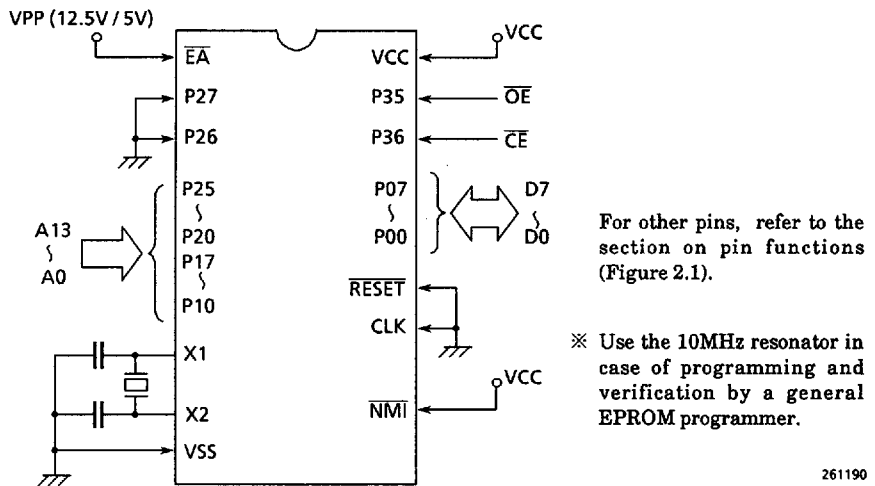 VPP (12.5V / 5V)
EA
P27
P26
P25
P20
P17
P10
A13
A0
X1
X2
VSS
VCC
VCC
P35
OE
P36
CE
P07
P00
D7
D0
RESET
CLK
NMI
VCC
For other pins, refer to the
section on pin functions
(Figure 2.1).
※ Use the 10MHz resonator in
case of programming and
verification by a general
EPROM programmer.
261190